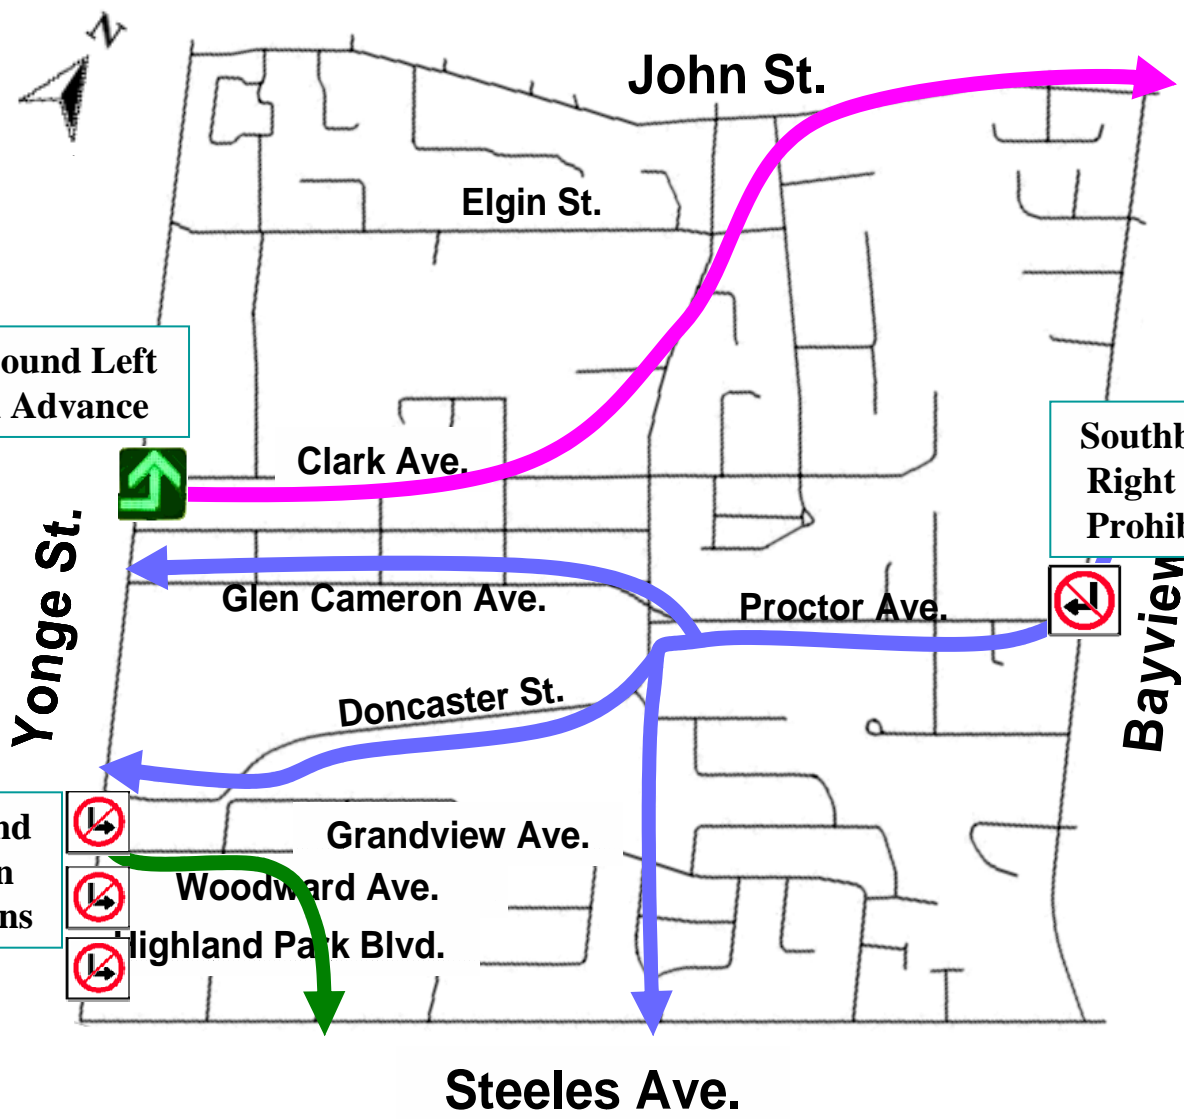 N
John St.
Elgin St.
ound Left
Advance
Clark Ave.
Southb
Right
Prohib
Yonge St.
Glen Cameron Ave.
Proctor Ave.
Bayview
Doncaster St.
nd
Grandview Ave.
n
Woodward Ave.
ns
Highland Park Blvd.
Steeles Ave.